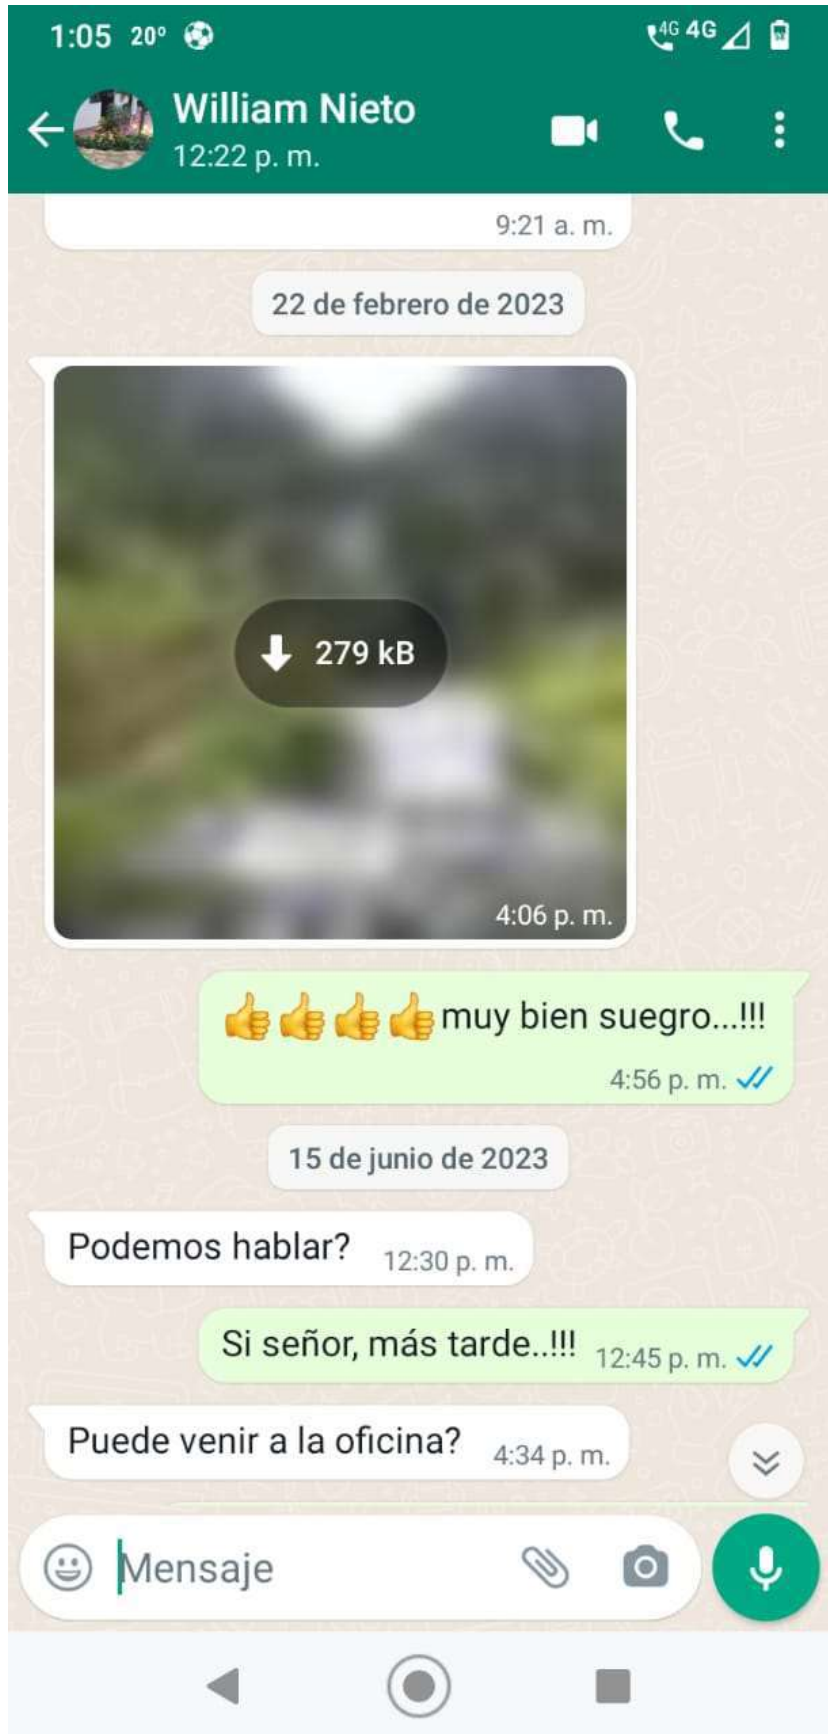 1:05 20° 4G 4G
William Nieto
12:22 p. m.
9:21 a. m.
22 de febrero de 2023
279 kB
4:06 p. m.
👍👍👍👍muy bien suegro...!!!
4:56 p. m.
15 de junio de 2023
Podemos hablar? 12:30 p. m.
Si señor, más tarde..!!! 12:45 p. m.
Puede venir a la oficina? 4:34 p. m.
Mensaje